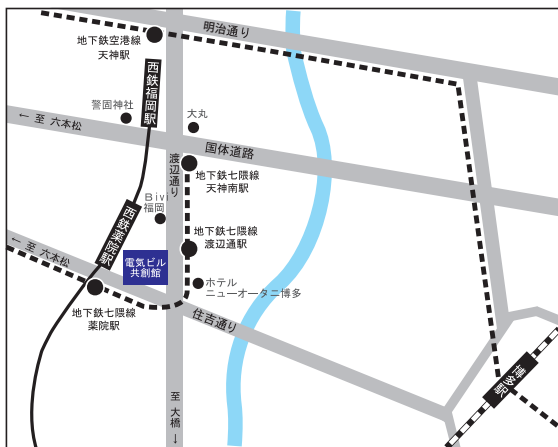 明治通り
地下鉄空港線
天神駅
西鉄福岡駅
警固神社
大丸
← 至 六本松
国体道路
渡辺通り
地下鉄七隈線
天神南駅
Bivi
福岡
西鉄薬院駅
地下鉄七隈線
渡辺通駅
← 至 六本松
電気ビル
共創館
ホテル
ニューオータニ博多
地下鉄七隈線
薬院駅
住吉通り
博多駅
至 大橋 →